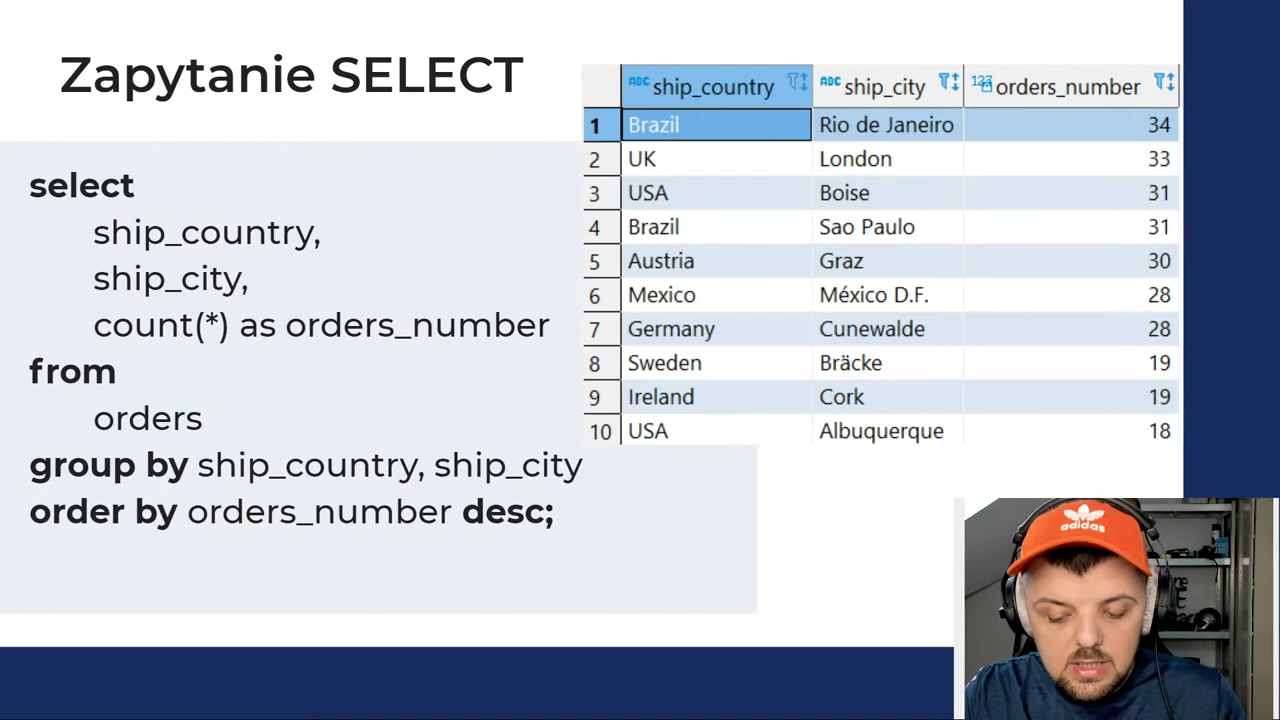 Zapytanie SELECT
select
ship_country,
ship_city,
count(*) as orders_number
from
orders
group by ship_country, ship_city
order by orders_number desc;
ABC ship_country ABC ship_city 123 orders_number
1 Brazil Rio de Janeiro 34
2 UK London 33
3 USA Boise 31
4 Brazil Sao Paulo 31
5 Austria Graz 30
6 Mexico México D.F. 28
7 Germany Cunewalde 28
8 Sweden Bräcke 19
9 Ireland Cork 19
10 USA Albuquerque 18
adidas